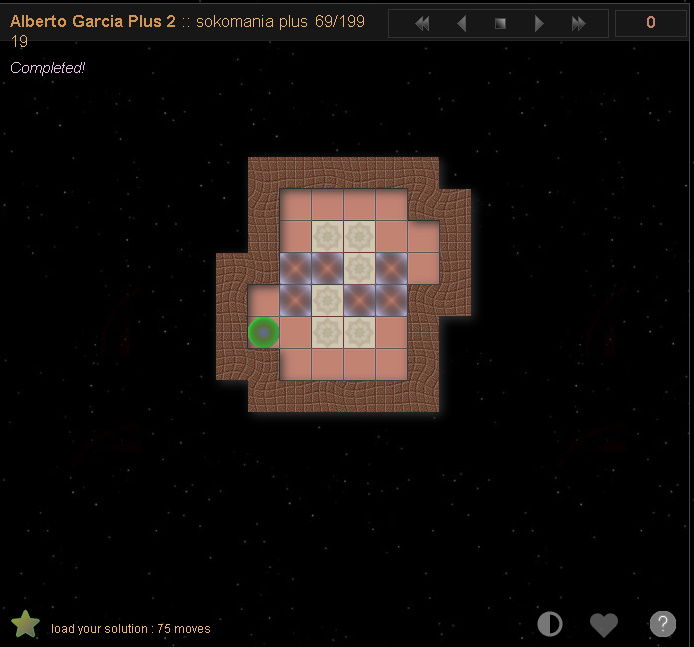 Alberto Garcia Plus 2 :: sokomania plus 69/199
19
0
Completed!
load your solution : 75 moves
?